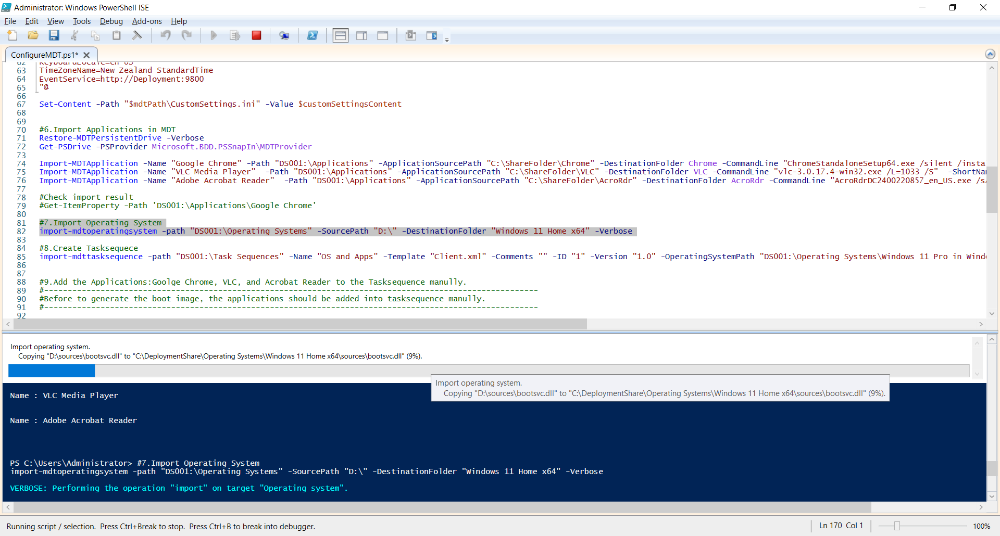 Administrator: Windows PowerShell ISE
File Edit View Tools Debug Add-ons Help
ConfigureMDT.ps1*
62
63 TimeZoneName=New Zealand StandardTime
64 EventService=http://Deployment:9800
65 "@
66
67 Set-Content -Path "$mdtPath\CustomSettings.ini" -Value $customSettingsContent
68
69
70 #6.Import Applications in MDT
71 Restore-MDTPersistentDrive -Verbose
72 Get-PSDrive -PSProvider Microsoft.BDD.PSSnapIn\MDTProvider
73
74 Import-MDTApplication -Name "Google Chrome" -Path "DS001:\Applications" -ApplicationSourcePath "C:\ShareFolder\Chrome" -DestinationFolder Chrome -CommandLine "ChromeStandaloneSetup64.exe /silent /insta
75 Import-MDTApplication -Name "VLC Media Player"  -Path "DS001:\Applications" -ApplicationSourcePath "C:\ShareFolder\VLC" -DestinationFolder VLC -CommandLine "vlc-3.0.17.4-win32.exe /L=1033 /S"  -ShortNa
76 Import-MDTApplication -Name "Adobe Acrobat Reader"  -Path "DS001:\Applications" -ApplicationSourcePath "C:\ShareFolder\AcroRdr" -DestinationFolder AcroRdr -CommandLine "AcroRdrDC2400220857_en_US.exe /s
77
78 #Check import result
79 #Get-ItemProperty -Path 'DS001:\Applications\Google Chrome'
80
81 #7.Import Operating System
82 import-mdtoperatingsystem -path "DS001:\Operating Systems" -SourcePath "D:\" -DestinationFolder "Windows 11 Home x64" -Verbose
83
84 #8.Create Tasksequece
85 import-mdttasksequence -path "DS001:\Task Sequences" -Name "OS and Apps" -Template "Client.xml" -Comments "" -ID "1" -Version "1.0" -OperatingSystemPath "DS001:\Operating Systems\Windows 11 Pro in Wind
86
87
88 #9.Add the Applications:Goolge Chrome, VLC, and Acrobat Reader to the Tasksequence manully.
89 #---------------------------------------------------------------------------------------------------------
90 #Before to generate the boot image, the applications should be added into tasksequence manully.
91 #---------------------------------------------------------------------------------------------------------
92
Import operating system.
Copying "D:\sources\bootsvc.dll" to "C:\DeploymentShare\Operating Systems\Windows 11 Home x64\sources\bootsvc.dll" (9%).
Import operating system.
Copying "D:\sources\bootsvc.dll" to "C:\DeploymentShare\Operating Systems\Windows 11 Home x64\sources\bootsvc.dll" (9%).
Name : VLC Media Player
Name : Adobe Acrobat Reader
PS C:\Users\Administrator> #7.Import Operating System
import-mdtoperatingsystem -path "DS001:\Operating Systems" -SourcePath "D:\" -DestinationFolder "Windows 11 Home x64" -Verbose
VERBOSE: Performing the operation "import" on target "Operating system".
Running script / selection.  Press Ctrl+Break to stop.  Press Ctrl+B to break into debugger.
Ln 170 Col 1
100%